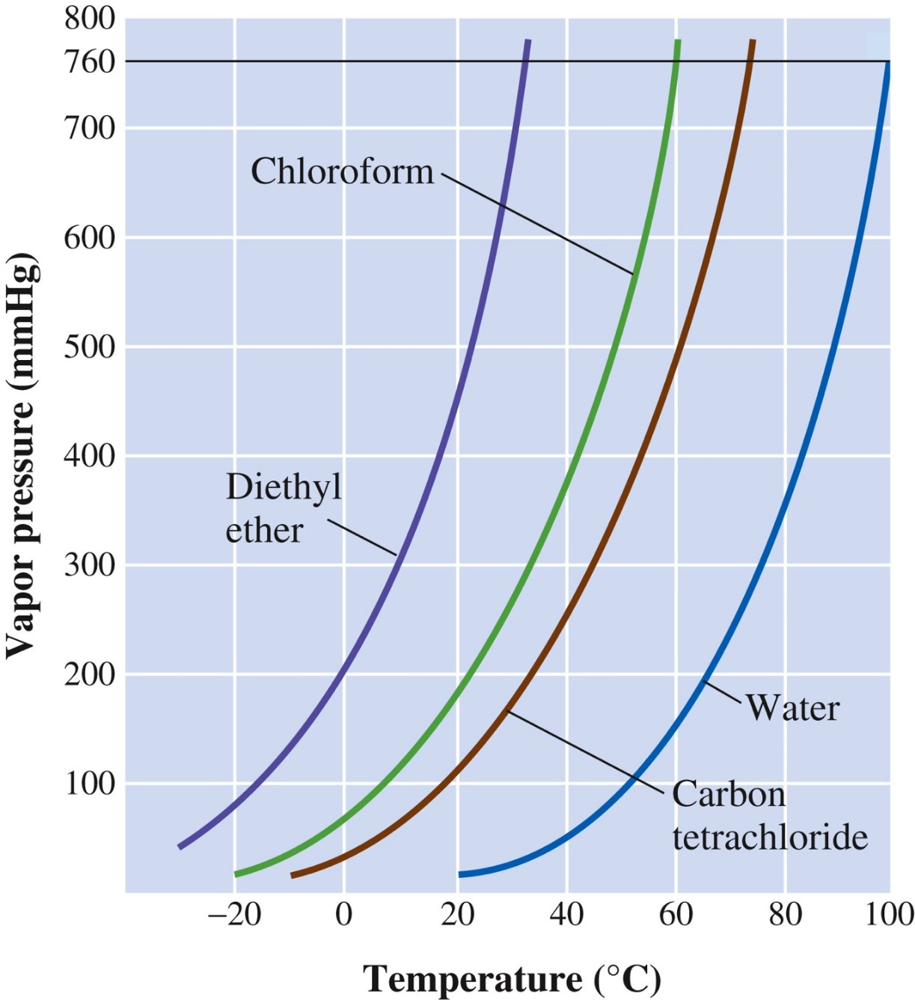 800
760
700
Chloroform
600
500
400
Diethyl
ether
300
200
Water
100
Carbon
tetrachloride
−20 0 20 40 60 80 100
Temperature (°C)
Vapor pressure (mmHg)